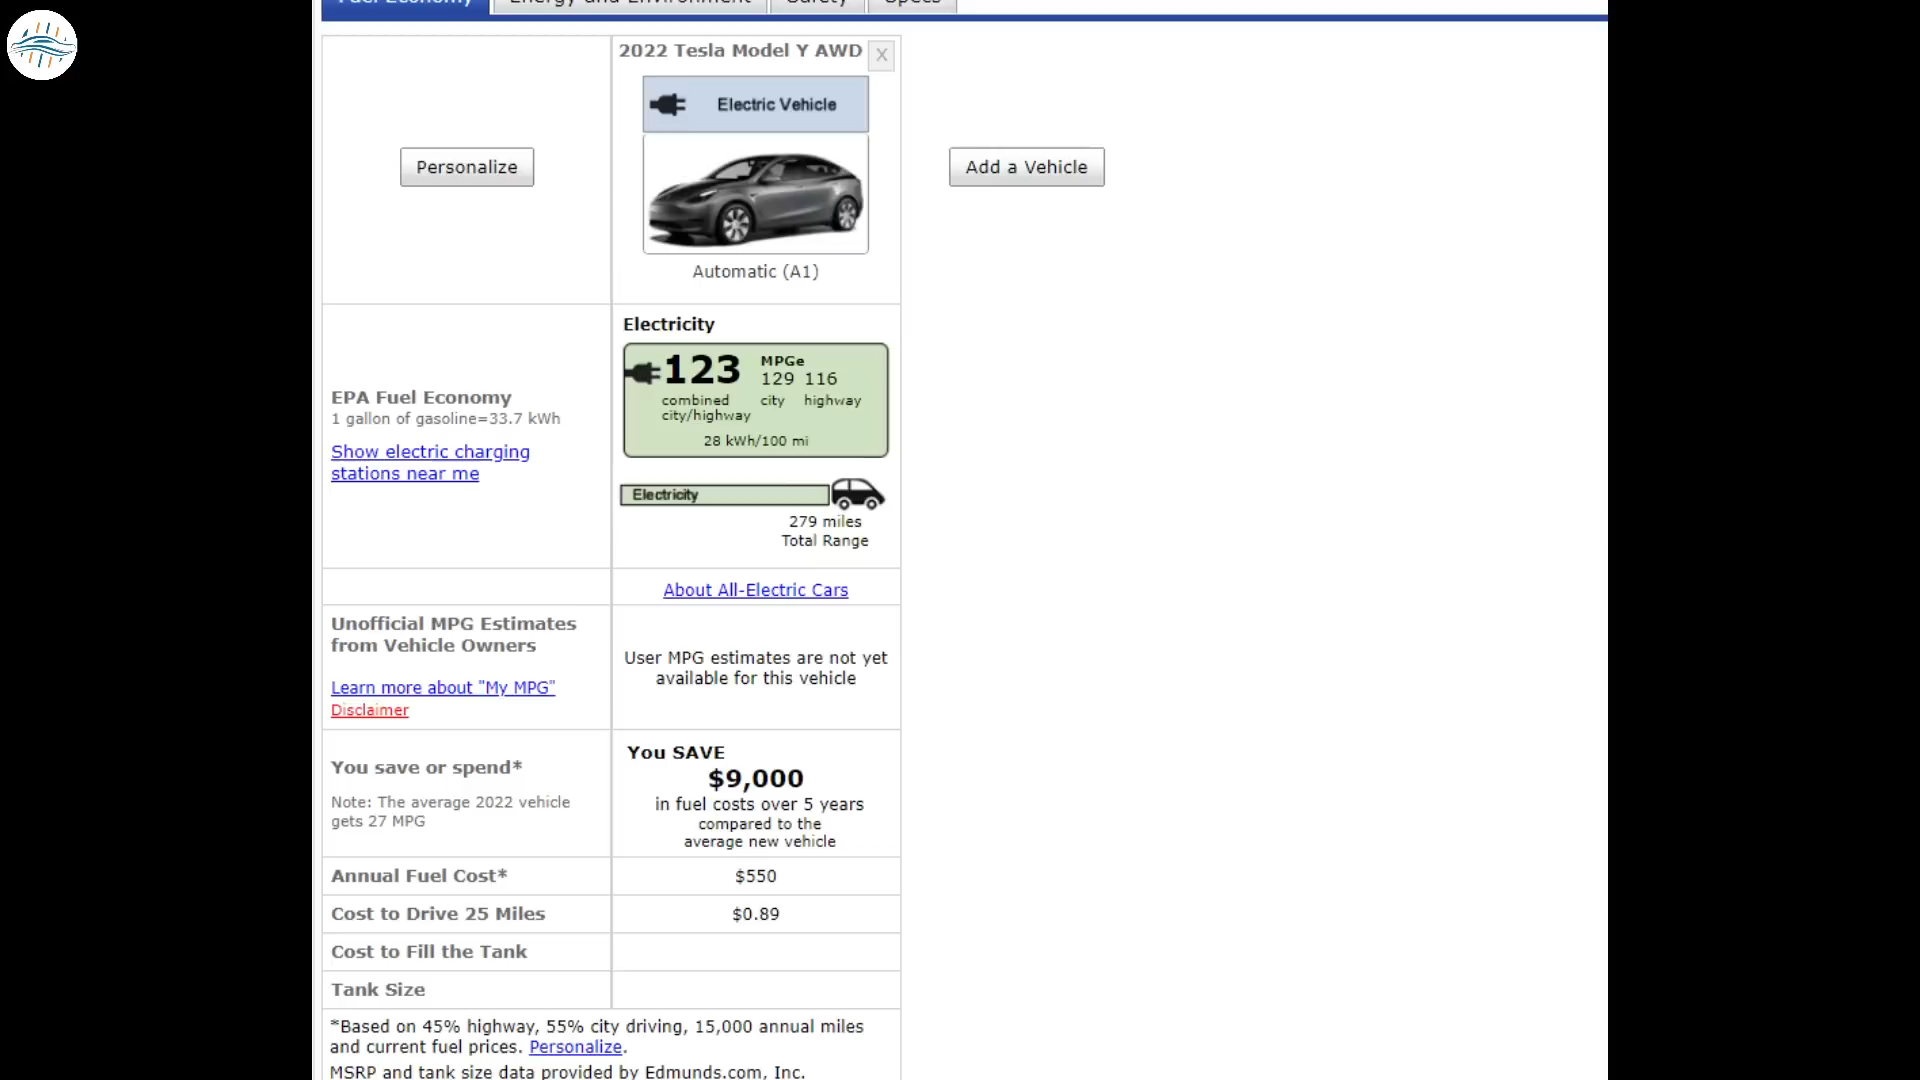 Fuel Economy
Energy and Environment
Safety
Specs
2022 Tesla Model Y AWD
X
Electric Vehicle
Personalize
Add a Vehicle
Automatic (A1)
Electricity
123 MPGe
129 116
combined city highway
city/highway
28 kWh/100 mi
EPA Fuel Economy
1 gallon of gasoline=33.7 kWh
Show electric charging
stations near me
Electricity
279 miles
Total Range
About All-Electric Cars
Unofficial MPG Estimates
from Vehicle Owners
Learn more about "My MPG"
Disclaimer
User MPG estimates are not yet
available for this vehicle
You save or spend*
Note: The average 2022 vehicle
gets 27 MPG
You SAVE
$9,000
in fuel costs over 5 years
compared to the
average new vehicle
Annual Fuel Cost* $550
Cost to Drive 25 Miles $0.89
Cost to Fill the Tank
Tank Size
*Based on 45% highway, 55% city driving, 15,000 annual miles
and current fuel prices. Personalize.
MSRP and tank size data provided by Edmunds.com, Inc.